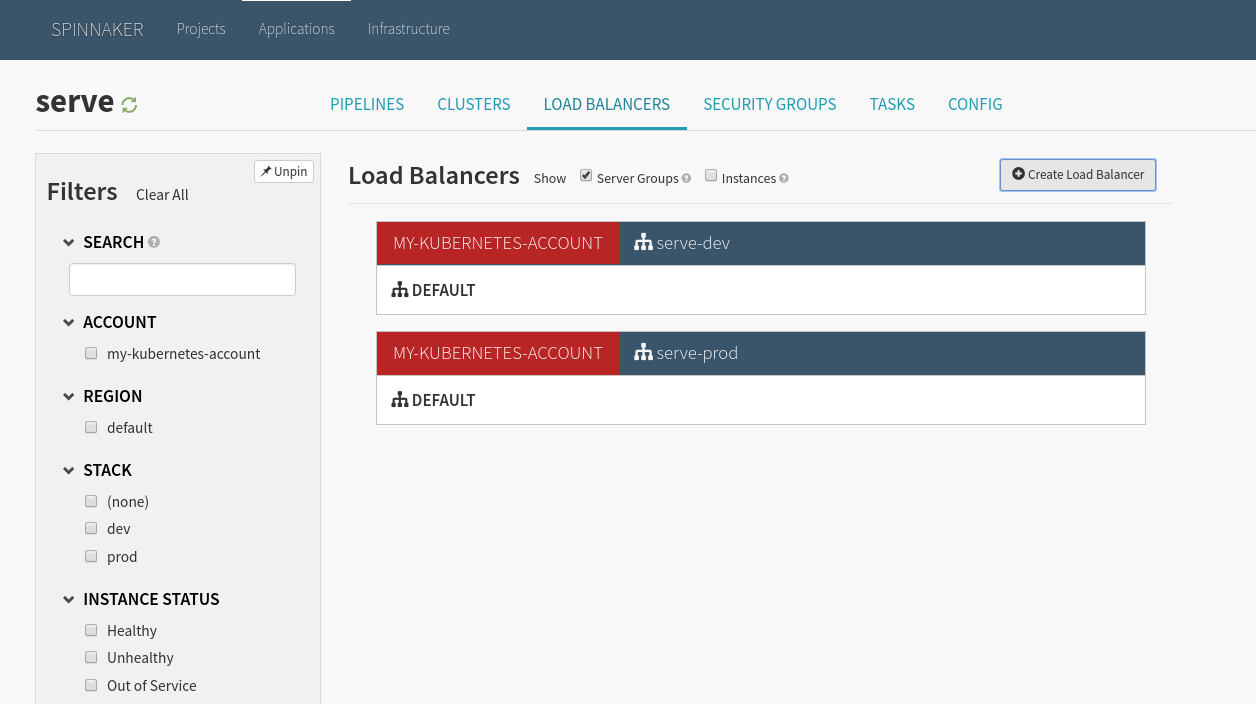 SPINNAKER Projects Applications Infrastructure
serve PIPELINES CLUSTERS LOAD BALANCERS SECURITY GROUPS TASKS CONFIG
Unpin
Filters Clear All
SEARCH
ACCOUNT
my-kubernetes-account
REGION
default
STACK
(none)
dev
prod
INSTANCE STATUS
Healthy
Unhealthy
Out of Service
Load Balancers Show Server Groups Instances Create Load Balancer
MY-KUBERNETES-ACCOUNT serve-dev
DEFAULT
MY-KUBERNETES-ACCOUNT serve-prod
DEFAULT